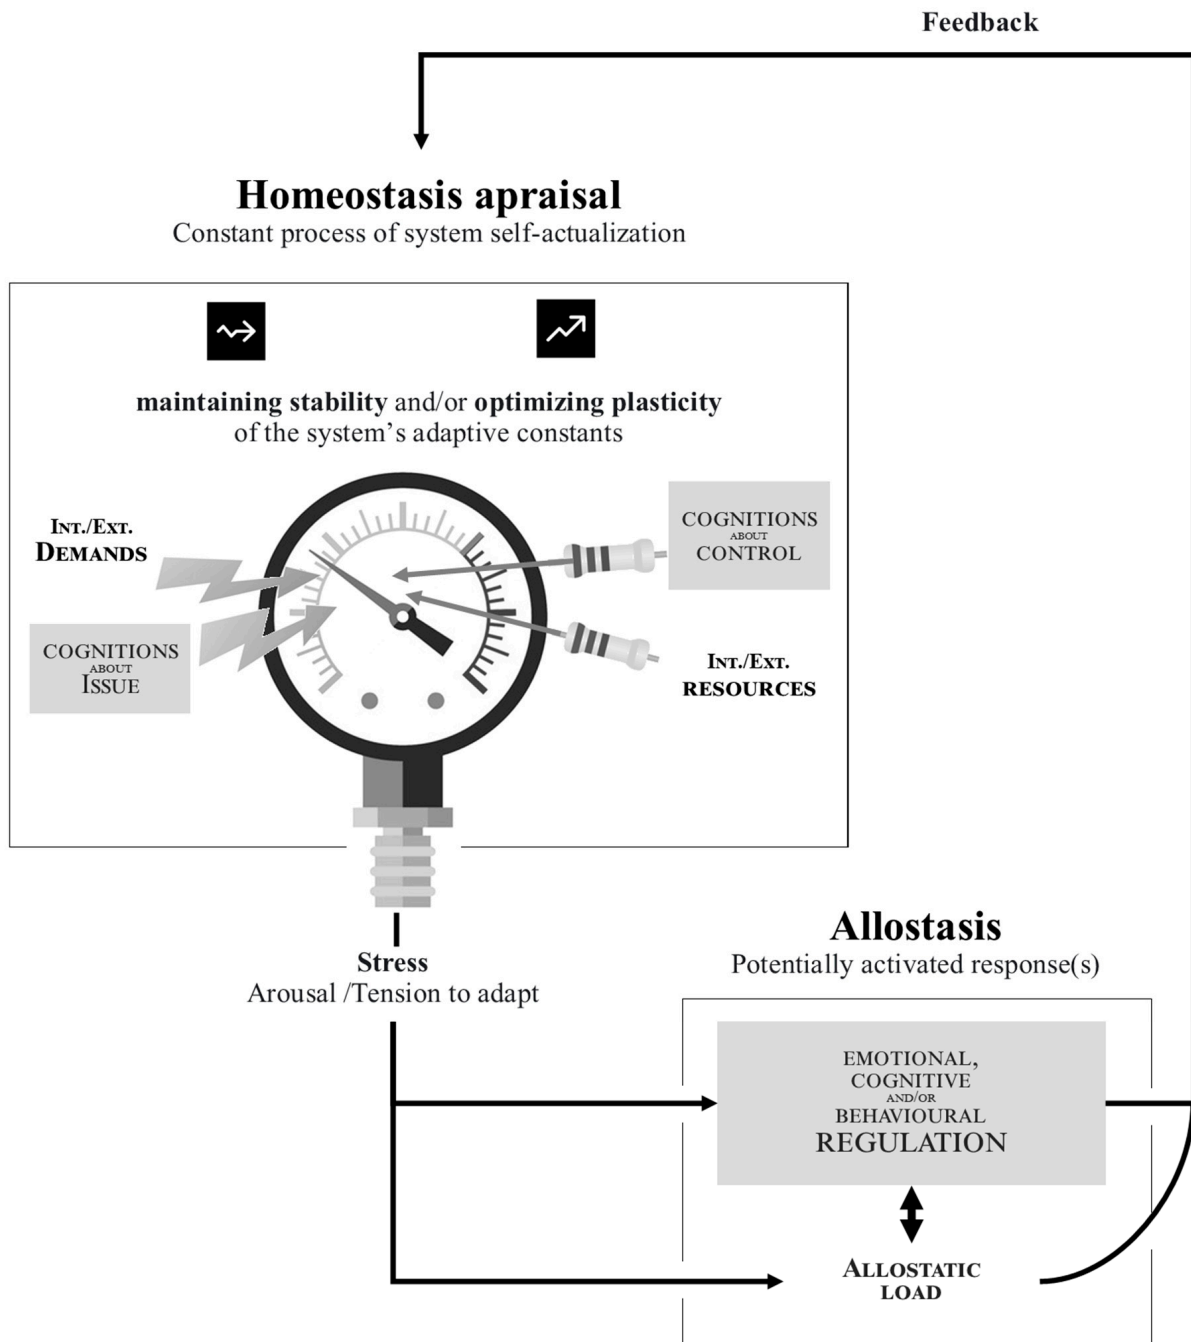 Feedback
Homeostasis apraisal
Constant process of system self-actualization
maintaining stability and/or optimizing plasticity
of the system’s adaptive constants
INT./EXT.
DEMANDS
COGNITIONS
ABOUT
ISSUE
COGNITIONS
ABOUT
CONTROL
INT./EXT.
RESOURCES
Stress
Arousal /Tension to adapt
Allostasis
Potentially activated response(s)
EMOTIONAL,
COGNITIVE
AND/OR
BEHAVIOURAL
REGULATION
ALLOSTATIC
LOAD